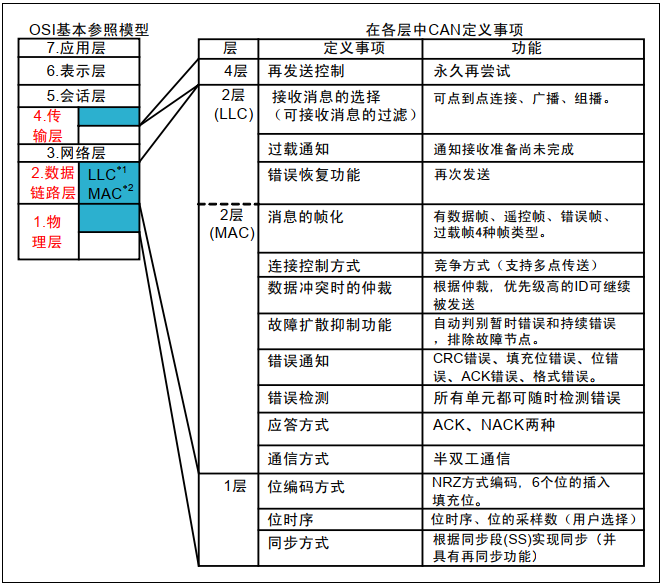 OSI基本参照模型
7.应用层
6.表示层
5.会话层
4.传
输层
3.网络层
2.数据
链路层
LLC*1
MAC*2
1.物
理层
在各层中CAN定义事项
层 定义事项 功能
4层 再发送控制 永久再尝试
2层
(LLC)
接收消息的选择
(可接收消息的过滤)
可点到点连接、广播、组播。
过载通知 通知接收准备尚未完成
错误恢复功能 再次发送
2层
(MAC)
消息的帧化
有数据帧、遥控帧、错误帧、
过载帧4种帧类型。
连接控制方式 竞争方式(支持多点传送)
数据冲突时的仲裁
根据仲裁，优先级高的ID可继续
被发送
故障扩散抑制功能
自动判别暂时错误和持续错误
，排除故障节点。
错误通知
CRC错误、填充位错误、位错
误、ACK错误、格式错误。
错误检测 所有单元都可随时检测错误
应答方式 ACK、NACK两种
通信方式 半双工通信
1层
位编码方式
NRZ方式编码，6个位的插入
填充位。
位时序 位时序、位的采样数(用户选择)
同步方式
根据同步段(SS)实现同步(并
具有再同步功能)